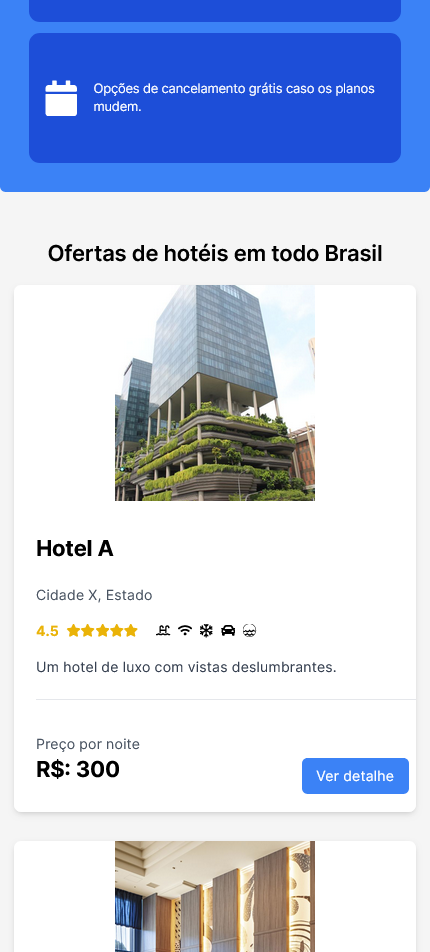 Opções de cancelamento grátis caso os planos
mudem.
Ofertas de hotéis em todo Brasil
Hotel A
Cidade X, Estado
4.5
Um hotel de luxo com vistas deslumbrantes.
Preço por noite
R$: 300
Ver detalhe